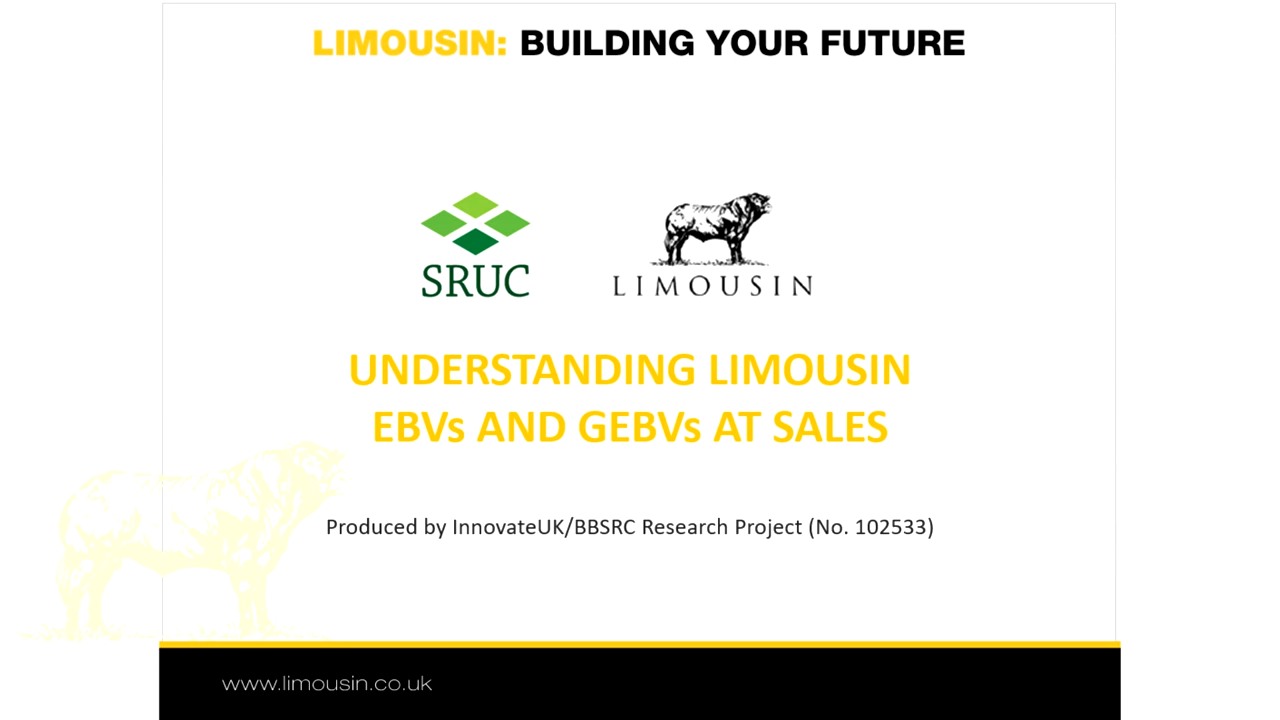 LIMOUSIN: BUILDING YOUR FUTURE
SRUC
LIMOUSIN
UNDERSTANDING LIMOUSIN
EBVs AND GEBVs AT SALES
Produced by InnovateUK/BBSRC Research Project (No. 102533)
www.limousin.co.uk